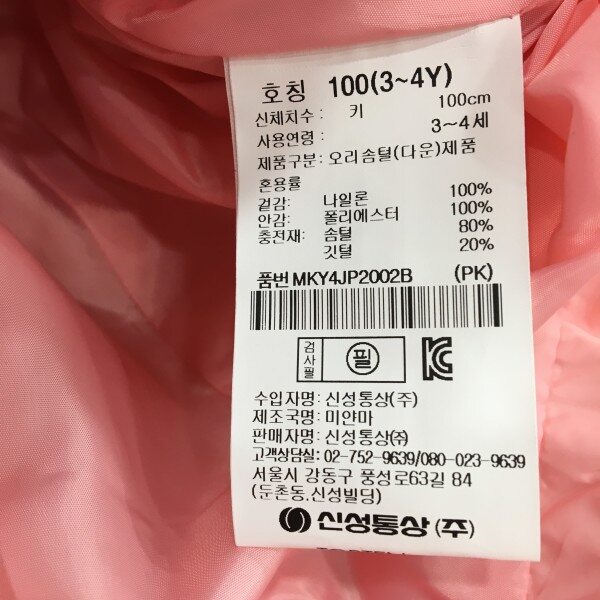 호칭 100(3~4Y)
신체치수 : 키 100cm
사용연령 : 3~4세
제품구분: 오리솜털(다운)제품
혼용률
겉감: 나일론 100%
안감: 폴리에스터 100%
충전재: 솜털 80%
깃털 20%
품번 MKY4JP2002B (PK)
검사필 필
수입자명: 신성통상(주)
제조국명: 미얀마
판매자명: 신성통상㈜
고객상담실: 02-752-9639/080-023-9639
서울시 강동구 풍성로63길 84
(둔촌동,신성빌딩)
신성통상(주)